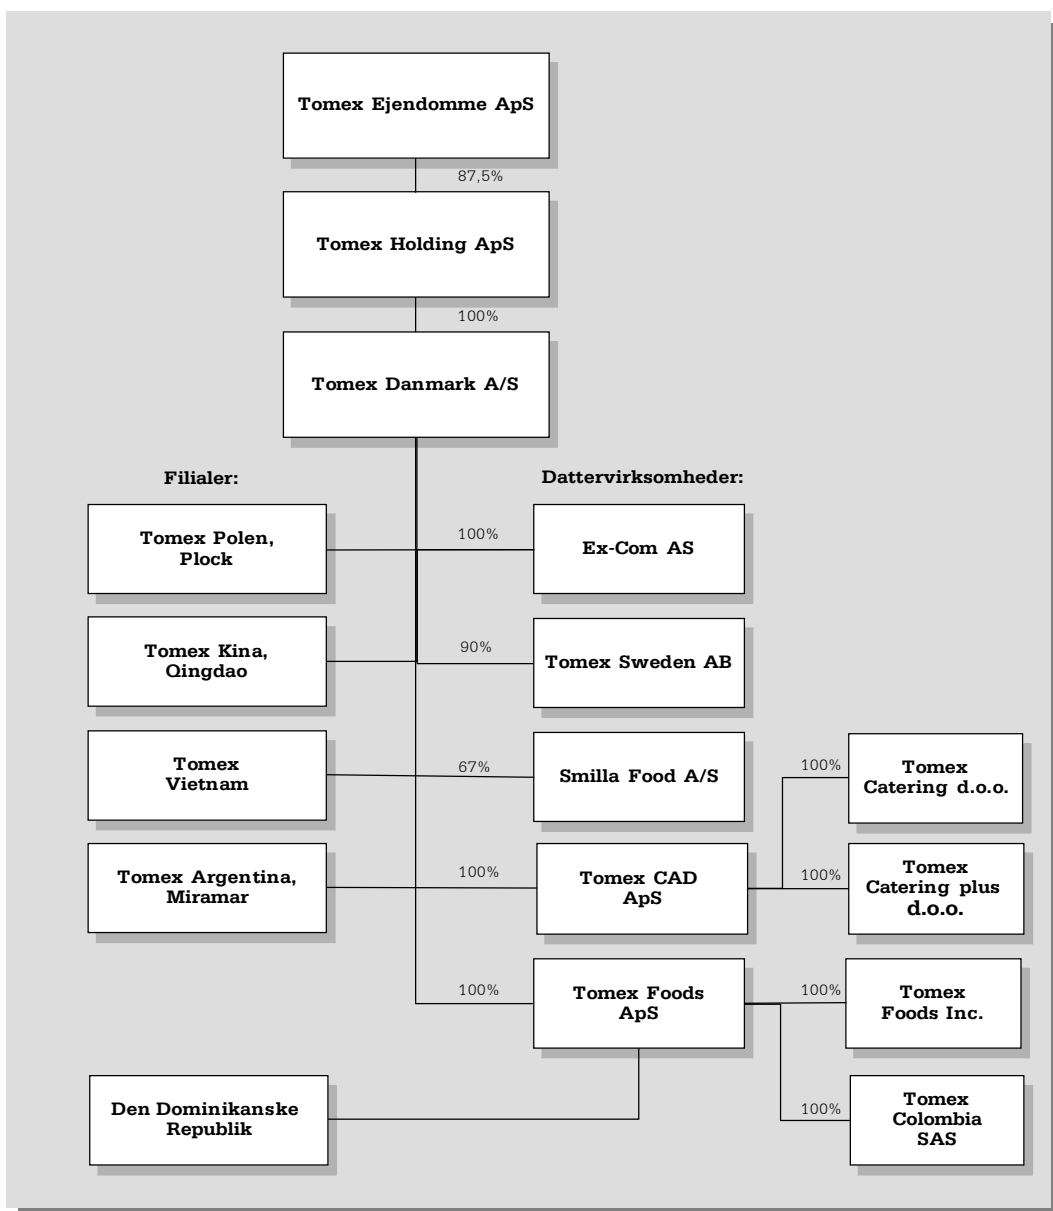 Tomex Ejendomme ApS
87,5%
Tomex Holding ApS
100%
Tomex Danmark A/S
Filialer:
Dattervirksomheder:
Tomex Polen,
Plock
100%
Ex-Com AS
Tomex Kina,
Qingdao
90%
Tomex Sweden AB
Tomex
Vietnam
67%
Smilla Food A/S
100%
Tomex
Catering d.o.o.
Tomex Argentina,
Miramar
100%
Tomex CAD
ApS
100%
Tomex
Catering plus
d.o.o.
100%
Tomex Foods
ApS
100%
Tomex
Foods Inc.
Den Dominikanske
Republik
100%
Tomex
Colombia
SAS